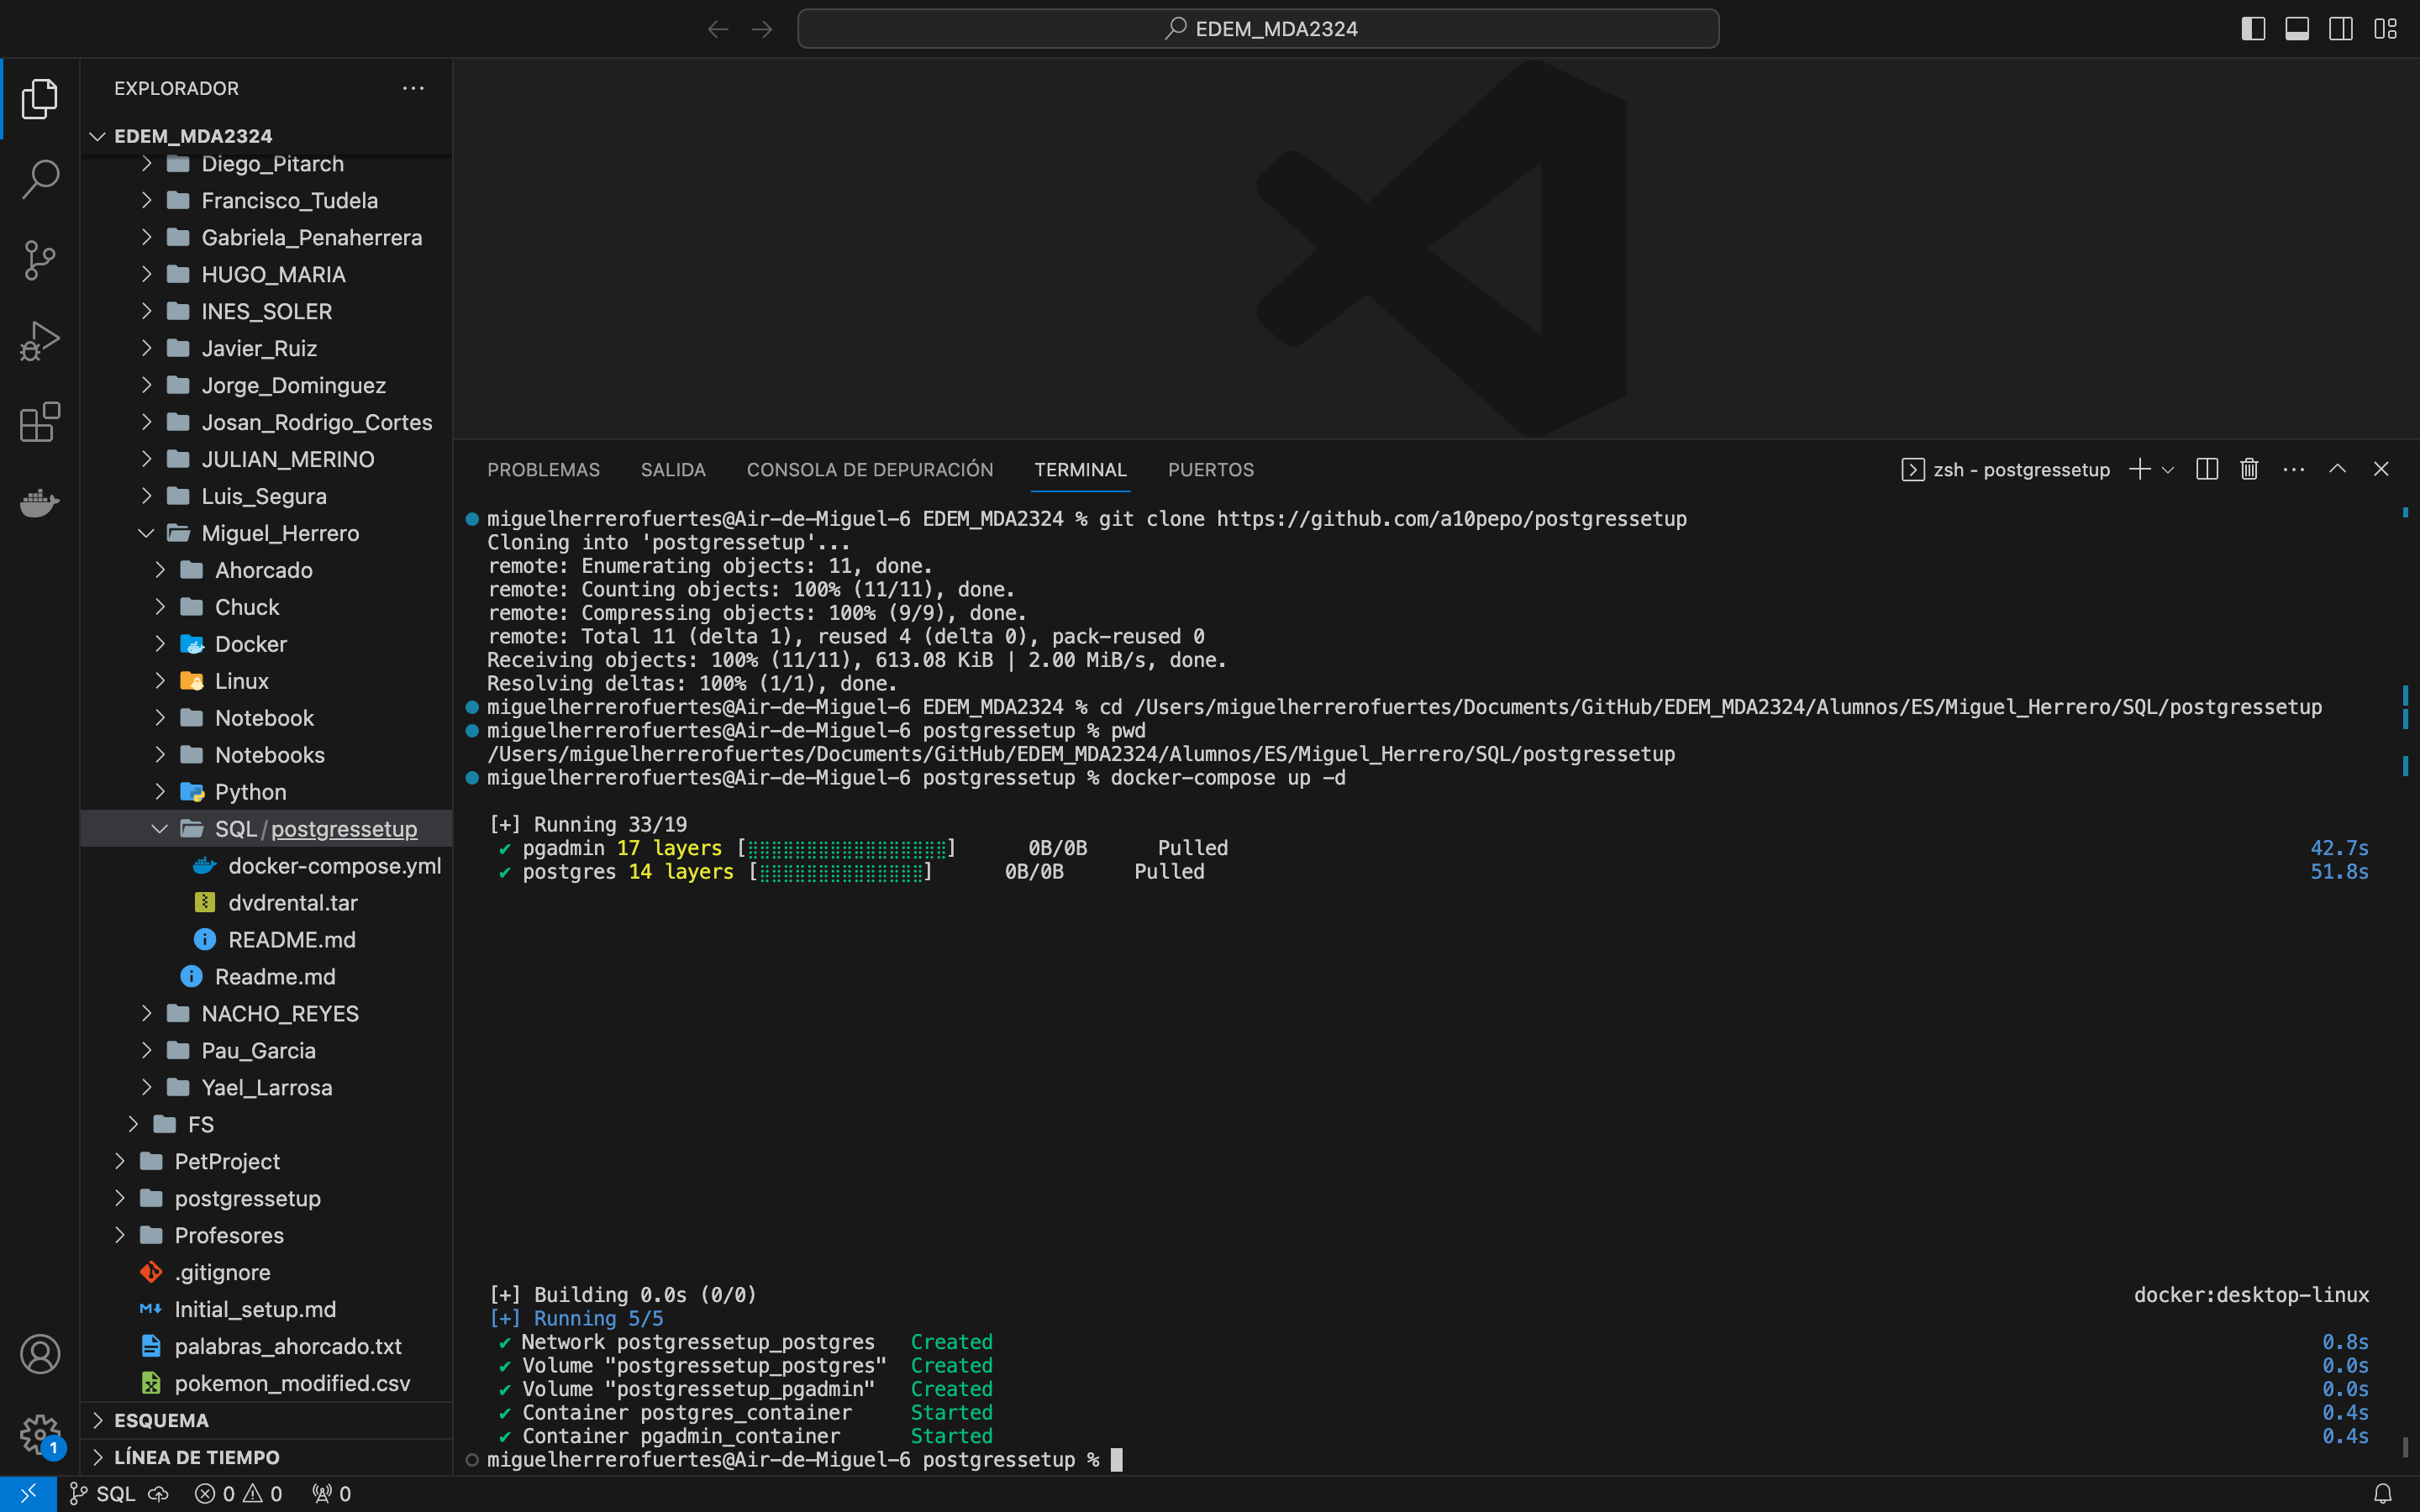 EDEM_MDA2324
EXPLORADOR
EDEM_MDA2324
Diego_Pitarch
Francisco_Tudela
Gabriela_Penaherrera
HUGO_MARIA
INES_SOLER
Javier_Ruiz
Jorge_Dominguez
Josan_Rodrigo_Cortes
JULIAN_MERINO
Luis_Segura
Miguel_Herrero
Ahorcado
Chuck
Docker
Linux
Notebook
Notebooks
Python
SQL / postgressetup
docker-compose.yml
dvdrental.tar
README.md
Readme.md
NACHO_REYES
Pau_Garcia
Yael_Larrosa
FS
PetProject
postgressetup
Profesores
.gitignore
Initial_setup.md
palabras_ahorcado.txt
pokemon_modified.csv
ESQUEMA
LÍNEA DE TIEMPO
1
PROBLEMAS SALIDA CONSOLA DE DEPURACIÓN TERMINAL PUERTOS zsh - postgressetup
miguelherrerofuertes@Air-de-Miguel-6 EDEM_MDA2324 % git clone https://github.com/a10pepo/postgressetup
Cloning into 'postgressetup'...
remote: Enumerating objects: 11, done.
remote: Counting objects: 100% (11/11), done.
remote: Compressing objects: 100% (9/9), done.
remote: Total 11 (delta 1), reused 4 (delta 0), pack-reused 0
Receiving objects: 100% (11/11), 613.08 KiB | 2.00 MiB/s, done.
Resolving deltas: 100% (1/1), done.
miguelherrerofuertes@Air-de-Miguel-6 EDEM_MDA2324 % cd /Users/miguelherrerofuertes/Documents/GitHub/EDEM_MDA2324/Alumnos/ES/Miguel_Herrero/SQL/postgressetup
miguelherrerofuertes@Air-de-Miguel-6 postgressetup % pwd
/Users/miguelherrerofuertes/Documents/GitHub/EDEM_MDA2324/Alumnos/ES/Miguel_Herrero/SQL/postgressetup
miguelherrerofuertes@Air-de-Miguel-6 postgressetup % docker-compose up -d
[+] Running 33/19
✔ pgadmin 17 layers [⣿⣿⣿⣿⣿⣿⣿⣿⣿⣿⣿⣿⣿⣿⣿⣿⣿] 0B/0B Pulled 42.7s
✔ postgres 14 layers [⣿⣿⣿⣿⣿⣿⣿⣿⣿⣿⣿⣿⣿⣿] 0B/0B Pulled 51.8s
[+] Building 0.0s (0/0) docker:desktop-linux
[+] Running 5/5
✔ Network postgressetup_postgres Created 0.8s
✔ Volume "postgressetup_postgres" Created 0.0s
✔ Volume "postgressetup_pgadmin" Created 0.0s
✔ Container postgres_container Started 0.4s
✔ Container pgadmin_container Started 0.4s
miguelherrerofuertes@Air-de-Miguel-6 postgressetup %
SQL 0 0 0